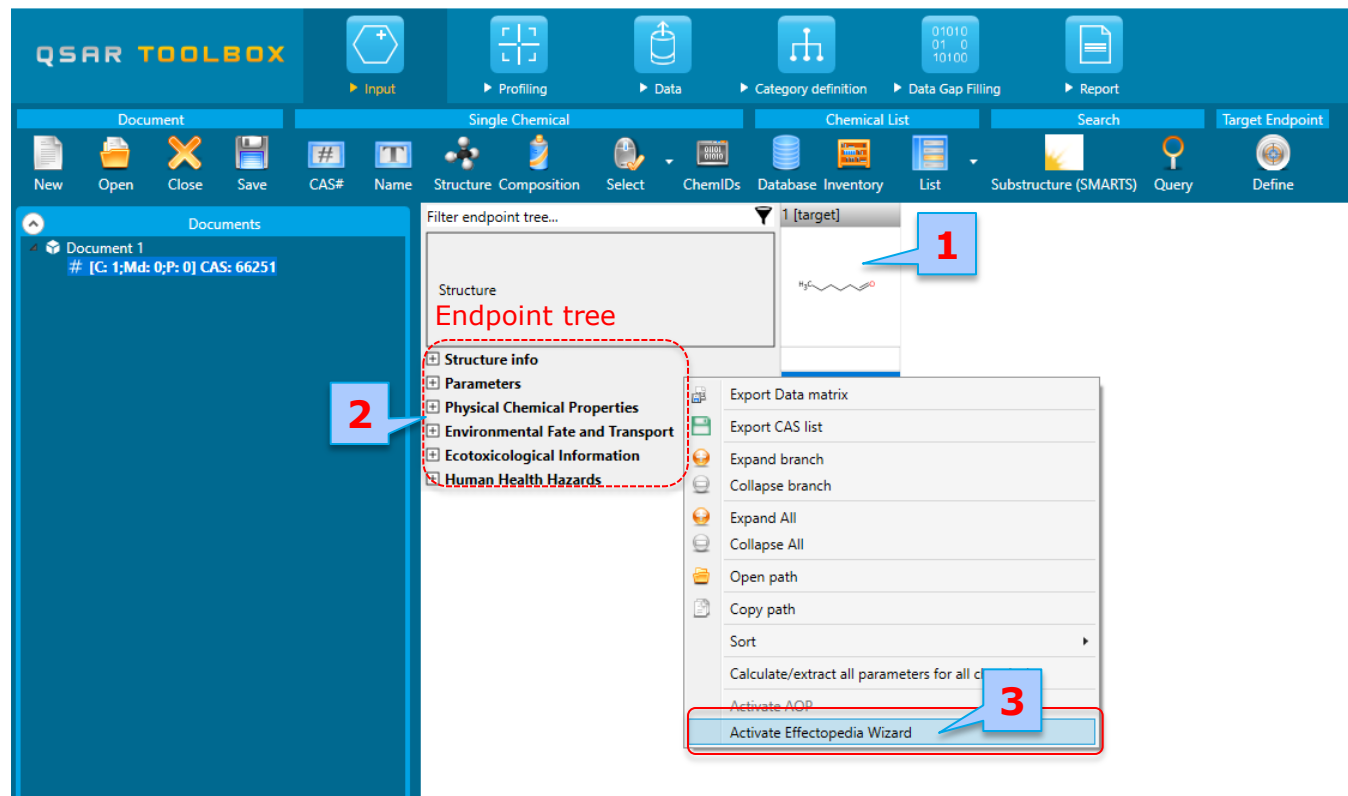 QSAR TOOLBOX
Input
Profiling
Data
Category definition
Data Gap Filling
Report
01010
01 0
10100
Document
Single Chemical
Chemical List
Search
Target Endpoint
New
Open
Close
Save
CAS#
Name
Structure
Composition
Select
ChemIDs
Database
Inventory
List
Substructure (SMARTS)
Query
Define
Documents
Document 1
# [C: 1;Md: 0;P: 0] CAS: 66251
Filter endpoint tree...
1 [target]
1
Structure
H3C
O
Endpoint tree
Structure info
Parameters
Physical Chemical Properties
Environmental Fate and Transport
Ecotoxicological Information
Human Health Hazards
2
Export Data matrix
Export CAS list
Expand branch
Collapse branch
Expand All
Collapse All
Open path
Copy path
Sort
Calculate/extract all parameters for all
Activate AOP
Activate Effectopedia Wizard
3